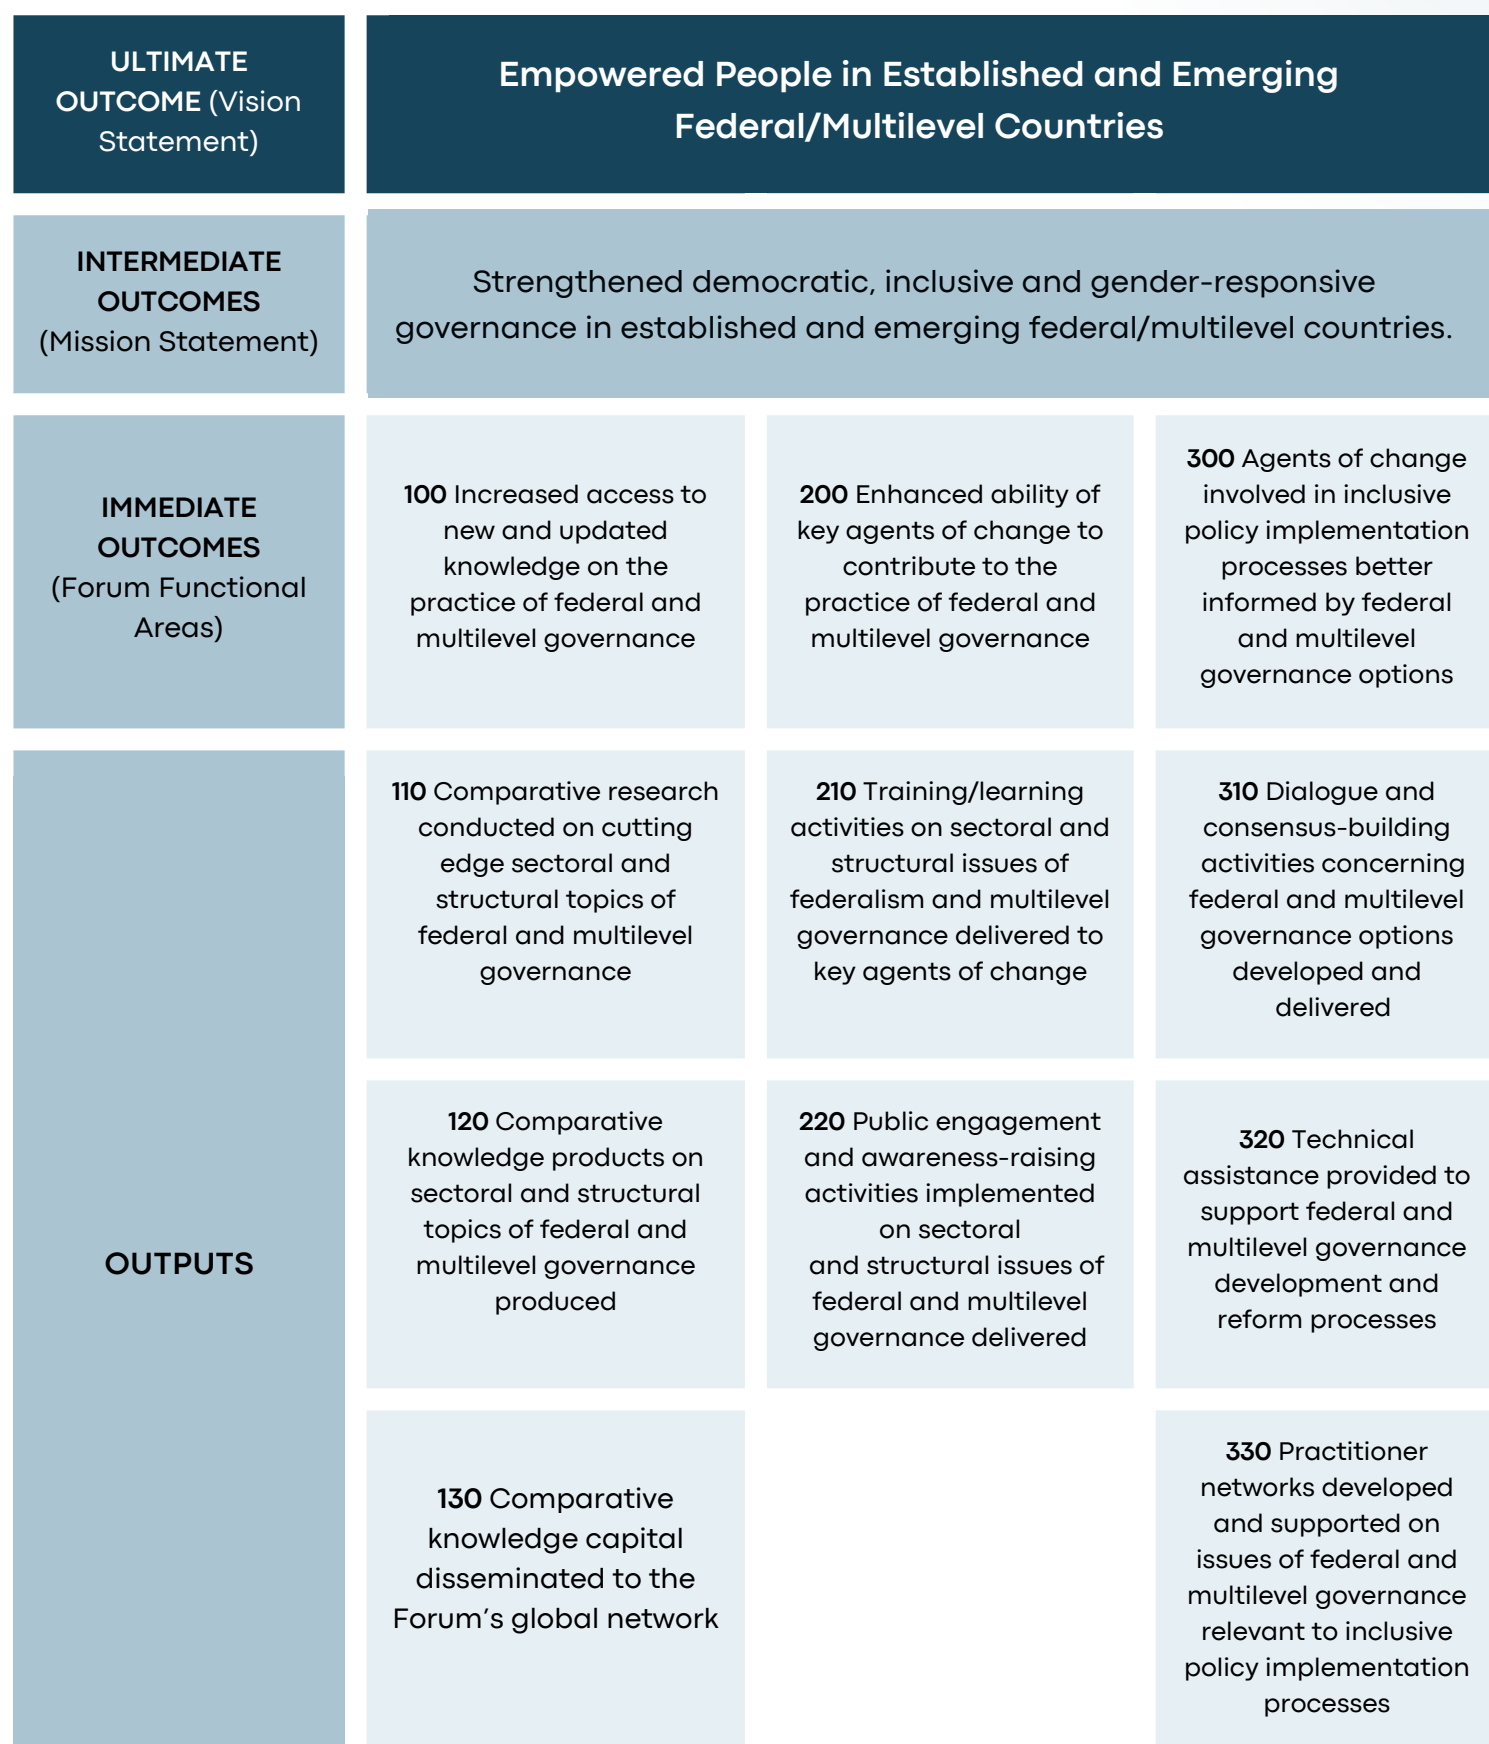 ULTIMATE
OUTCOME (Vision
Statement)
Empowered People in Established and Emerging
Federal/Multilevel Countries
INTERMEDIATE
OUTCOMES
(Mission Statement)
Strengthened democratic, inclusive and gender-responsive
governance in established and emerging federal/multilevel countries.
IMMEDIATE
OUTCOMES
(Forum Functional
Areas)
100 Increased access to
new and updated
knowledge on the
practice of federal and
multilevel governance
200 Enhanced ability of
key agents of change to
contribute to the
practice of federal and
multilevel governance
300 Agents of change
involved in inclusive
policy implementation
processes better
informed by federal
and multilevel
governance options
OUTPUTS
110 Comparative research
conducted on cutting
edge sectoral and
structural topics of
federal and multilevel
governance
210 Training/learning
activities on sectoral and
structural issues of
federalism and multilevel
governance delivered to
key agents of change
310 Dialogue and
consensus-building
activities concerning
federal and multilevel
governance options
developed and
delivered
120 Comparative
knowledge products on
sectoral and structural
topics of federal and
multilevel governance
produced
220 Public engagement
and awareness-raising
activities implemented
on sectoral
and structural issues of
federal and multilevel
governance delivered
320 Technical
assistance provided to
support federal and
multilevel governance
development and
reform processes
130 Comparative
knowledge capital
disseminated to the
Forum's global network
330 Practitioner
networks developed
and supported on
issues of federal and
multilevel governance
relevant to inclusive
policy implementation
processes